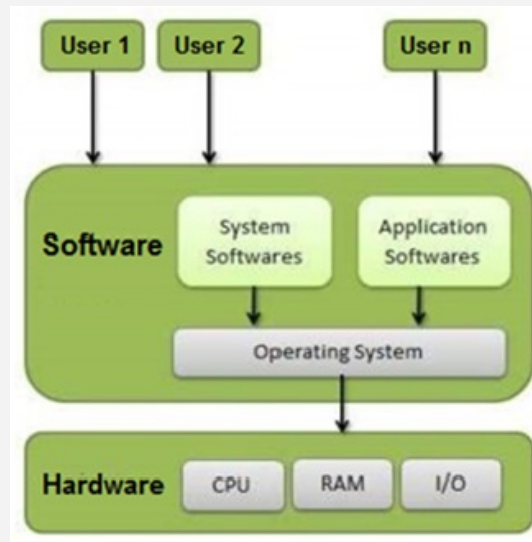 User 1
User 2
User n
Software
System
Softwares
Application
Softwares
Operating System
Hardware
CPU
RAM
I/O